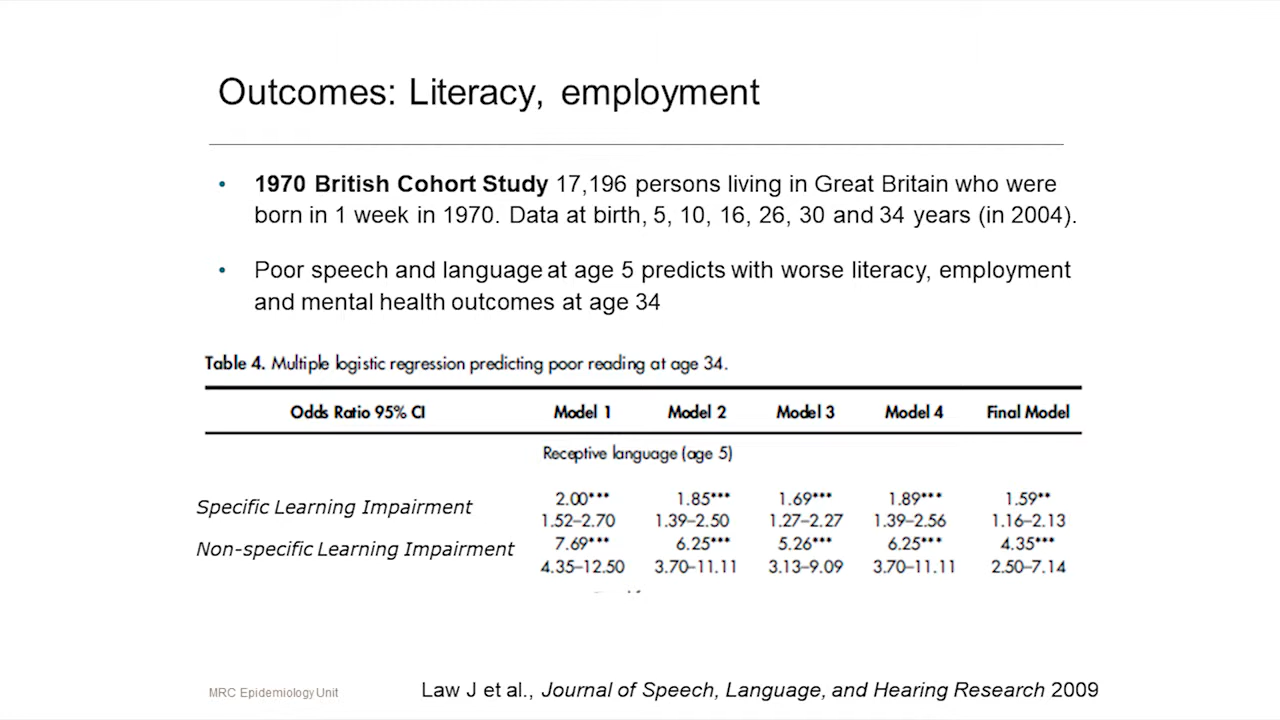 Outcomes: Literacy, employment
• 1970 British Cohort Study 17,196 persons living in Great Britain who were
born in 1 week in 1970. Data at birth, 5, 10, 16, 26, 30 and 34 years (in 2004).
• Poor speech and language at age 5 predicts with worse literacy, employment
and mental health outcomes at age 34
Table 4. Multiple logistic regression predicting poor reading at age 34.
Odds Ratio 95% CI Model 1 Model 2 Model 3 Model 4 Final Model
Receptive language (age 5)
Specific Learning Impairment 2.00*** 1.85*** 1.69*** 1.89*** 1.59**
1.52–2.70 1.39–2.50 1.27–2.27 1.39–2.56 1.16–2.13
Non-specific Learning Impairment 7.69*** 6.25*** 5.26*** 6.25*** 4.35***
4.35–12.50 3.70–11.11 3.13–9.09 3.70–11.11 2.50–7.14
MRC Epidemiology Unit
Law J et al., Journal of Speech, Language, and Hearing Research 2009